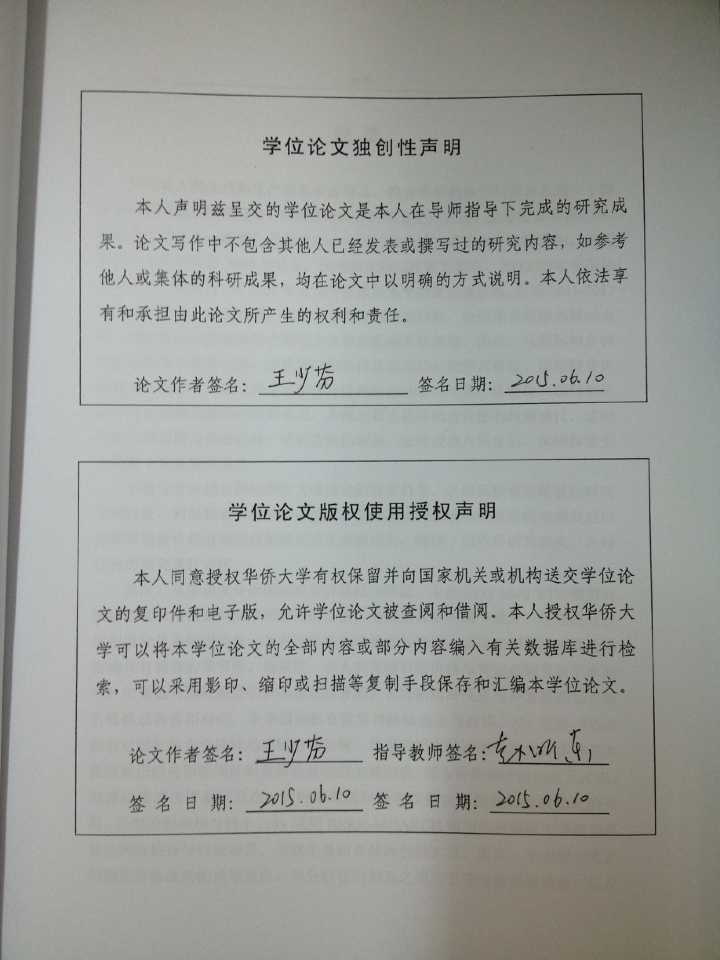 学位论文独创性声明
本人声明兹呈交的学位论文是本人在导师指导下完成的研究成
果。论文写作中不包含其他人已经发表或撰写过的研究内容，如参考
他人或集体的科研成果，均在论文中以明确的方式说明。本人依法享
有和承担由此论文所产生的权利和责任。
论文作者签名：王少芬 签名日期：2015.06.10
学位论文版权使用授权声明
本人同意授权华侨大学有权保留并向国家机关或机构送交学位论
文的复印件和电子版，允许学位论文被查阅和借阅。本人授权华侨大
学可以将本学位论文的全部内容或部分内容编入有关数据库进行检
索，可以采用影印、缩印或扫描等复制手段保存和汇编本学位论文。
论文作者签名：王少芬 指导教师签名：
签名日期：2015.06.10 签名日期：2015.06.10